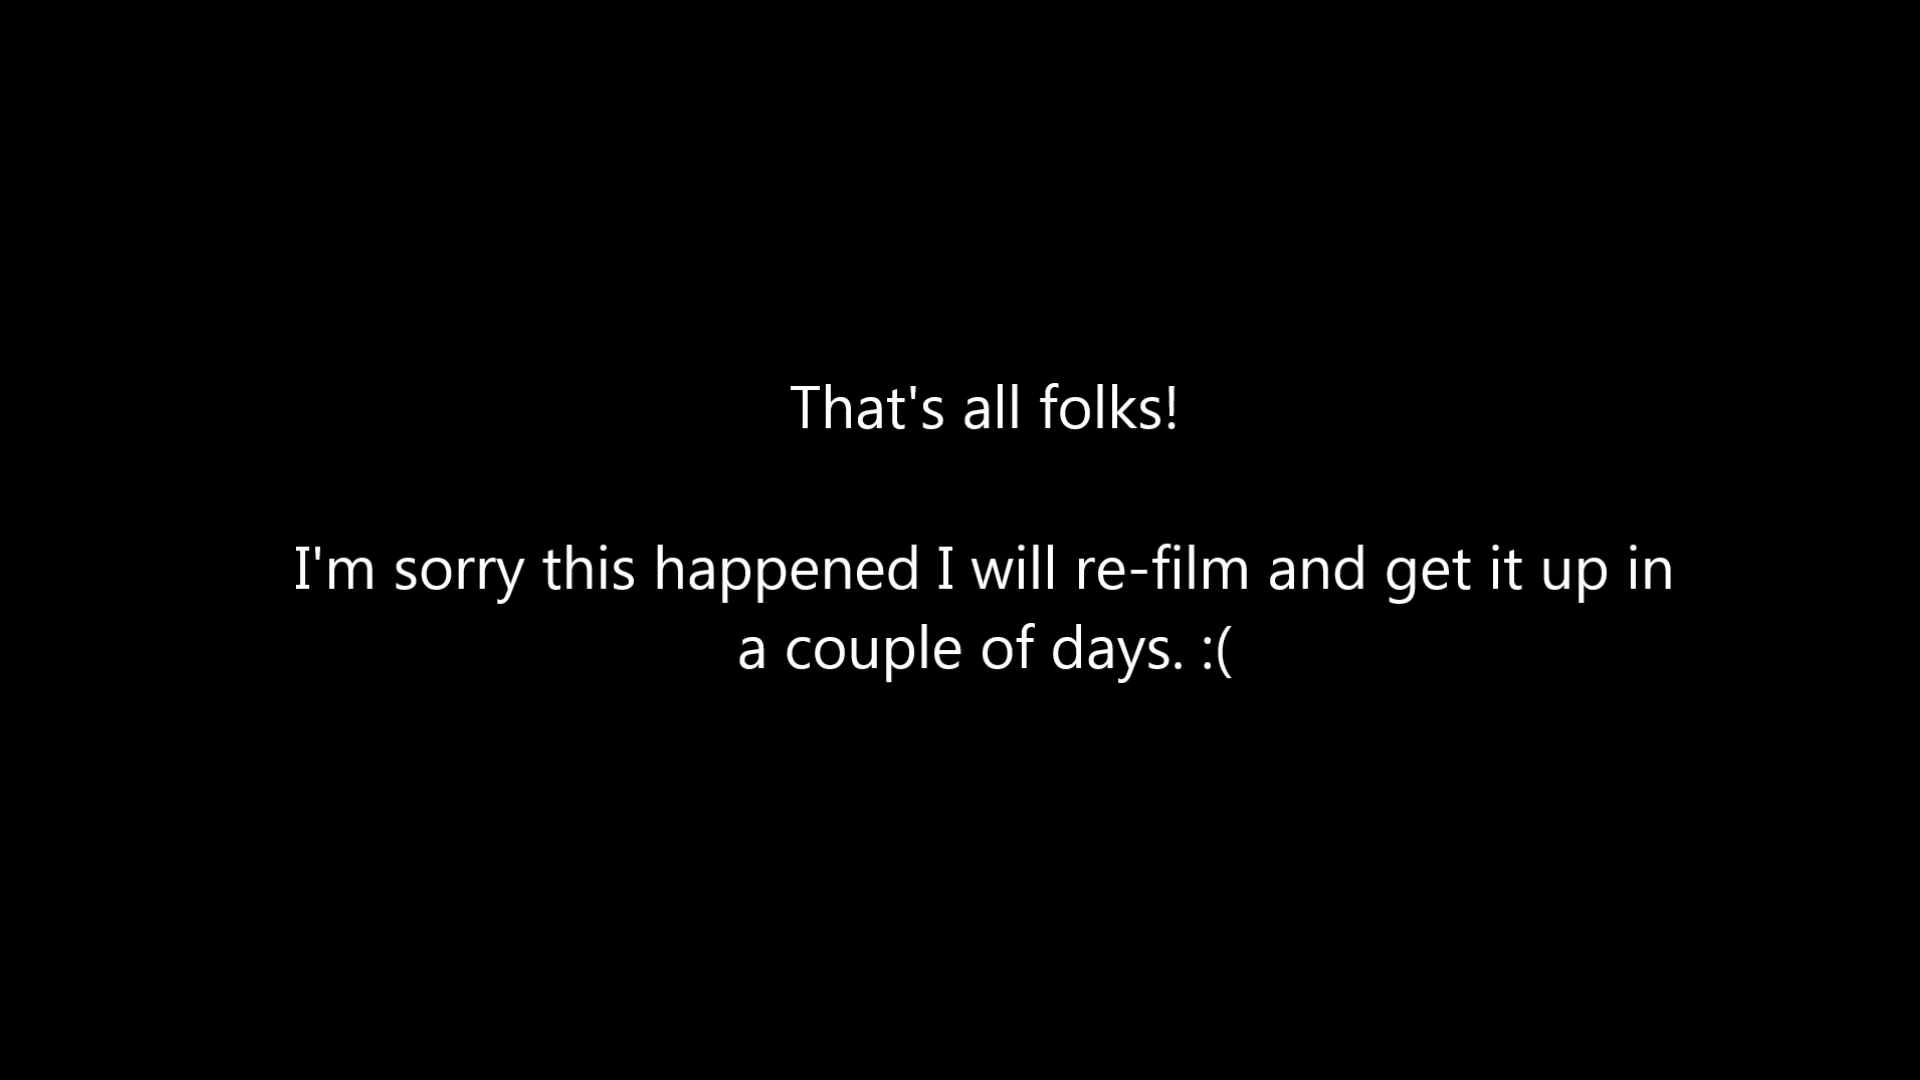 That's all folks!
I'm sorry this happened I will re-film and get it up in
a couple of days. :(